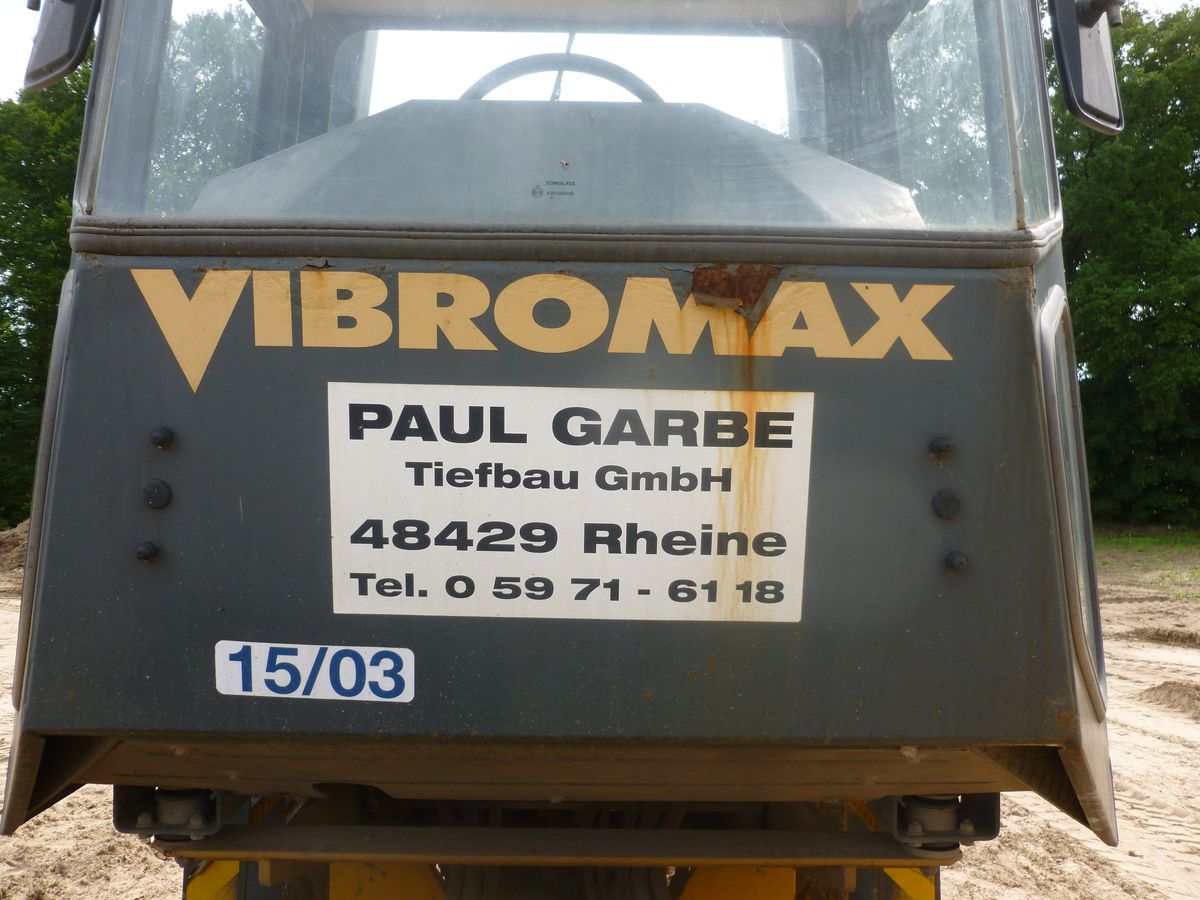 VIBROMAX
PAUL GARBE
Tiefbau GmbH
48429 Rheine
Tel. 0 59 71 - 61 18
15/03